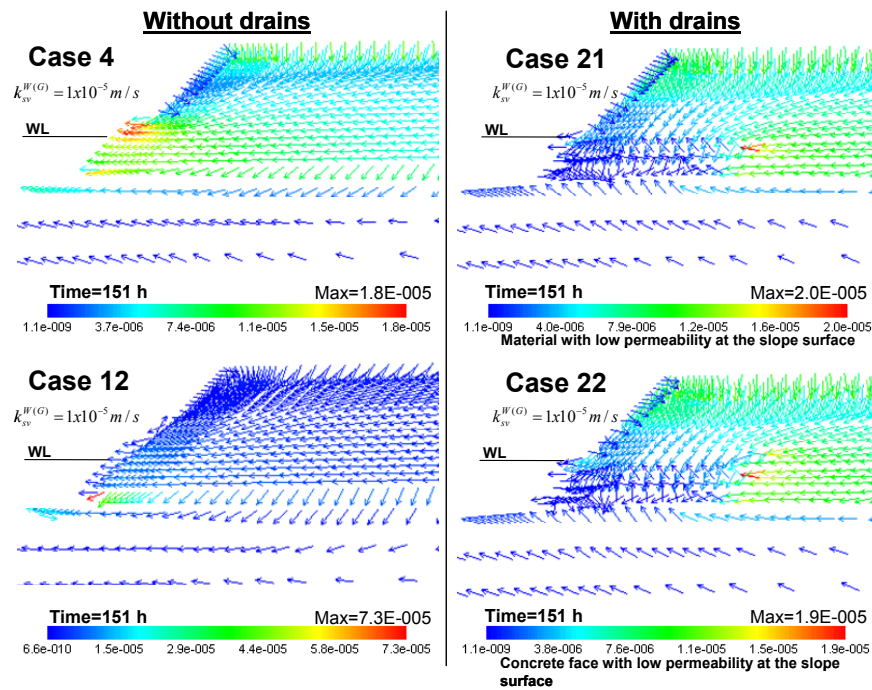 Without drains
With drains
Case 4
k_sv^W(G) = 1x10^-5 m/s
WL
Time=151 h
Max=1.8E-005
1.1e-009 3.7e-006 7.4e-006 1.1e-005 1.5e-005 1.8e-005
Case 21
k_sv^W(G) = 1x10^-5 m/s
WL
Time=151 h
Max=2.0E-005
1.1e-009 4.0e-006 7.9e-006 1.2e-005 1.6e-005 2.0e-005
Material with low permeability at the slope surface
Case 12
k_sv^W(G) = 1x10^-5 m/s
WL
Time=151 h
Max=7.3E-005
6.6e-010 1.5e-005 2.9e-005 4.4e-005 5.8e-005 7.3e-005
Case 22
k_sv^W(G) = 1x10^-5 m/s
WL
Time=151 h
Max=1.9E-005
1.1e-009 3.8e-006 7.6e-006 1.1e-005 1.5e-005 1.9e-005
Concrete face with low permeability at the slope
surface